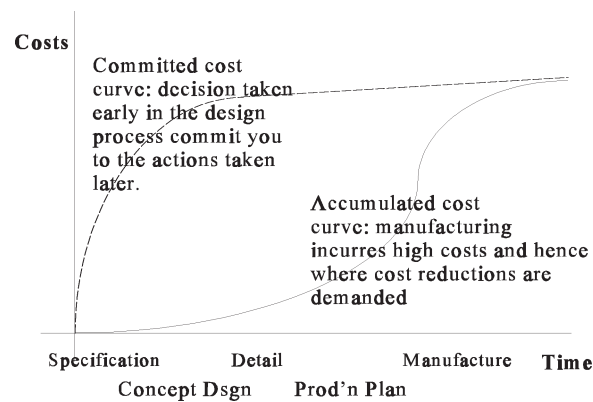 Costs
Committed cost
curve: decision taken
early in the design
process commit you
to the actions taken
later.
Accumulated cost
curve: manufacturing
incurres high costs and hence
where cost reductions are
demanded
Specification
Detail
Manufacture
Time
Concept Dsgn
Prod'n Plan